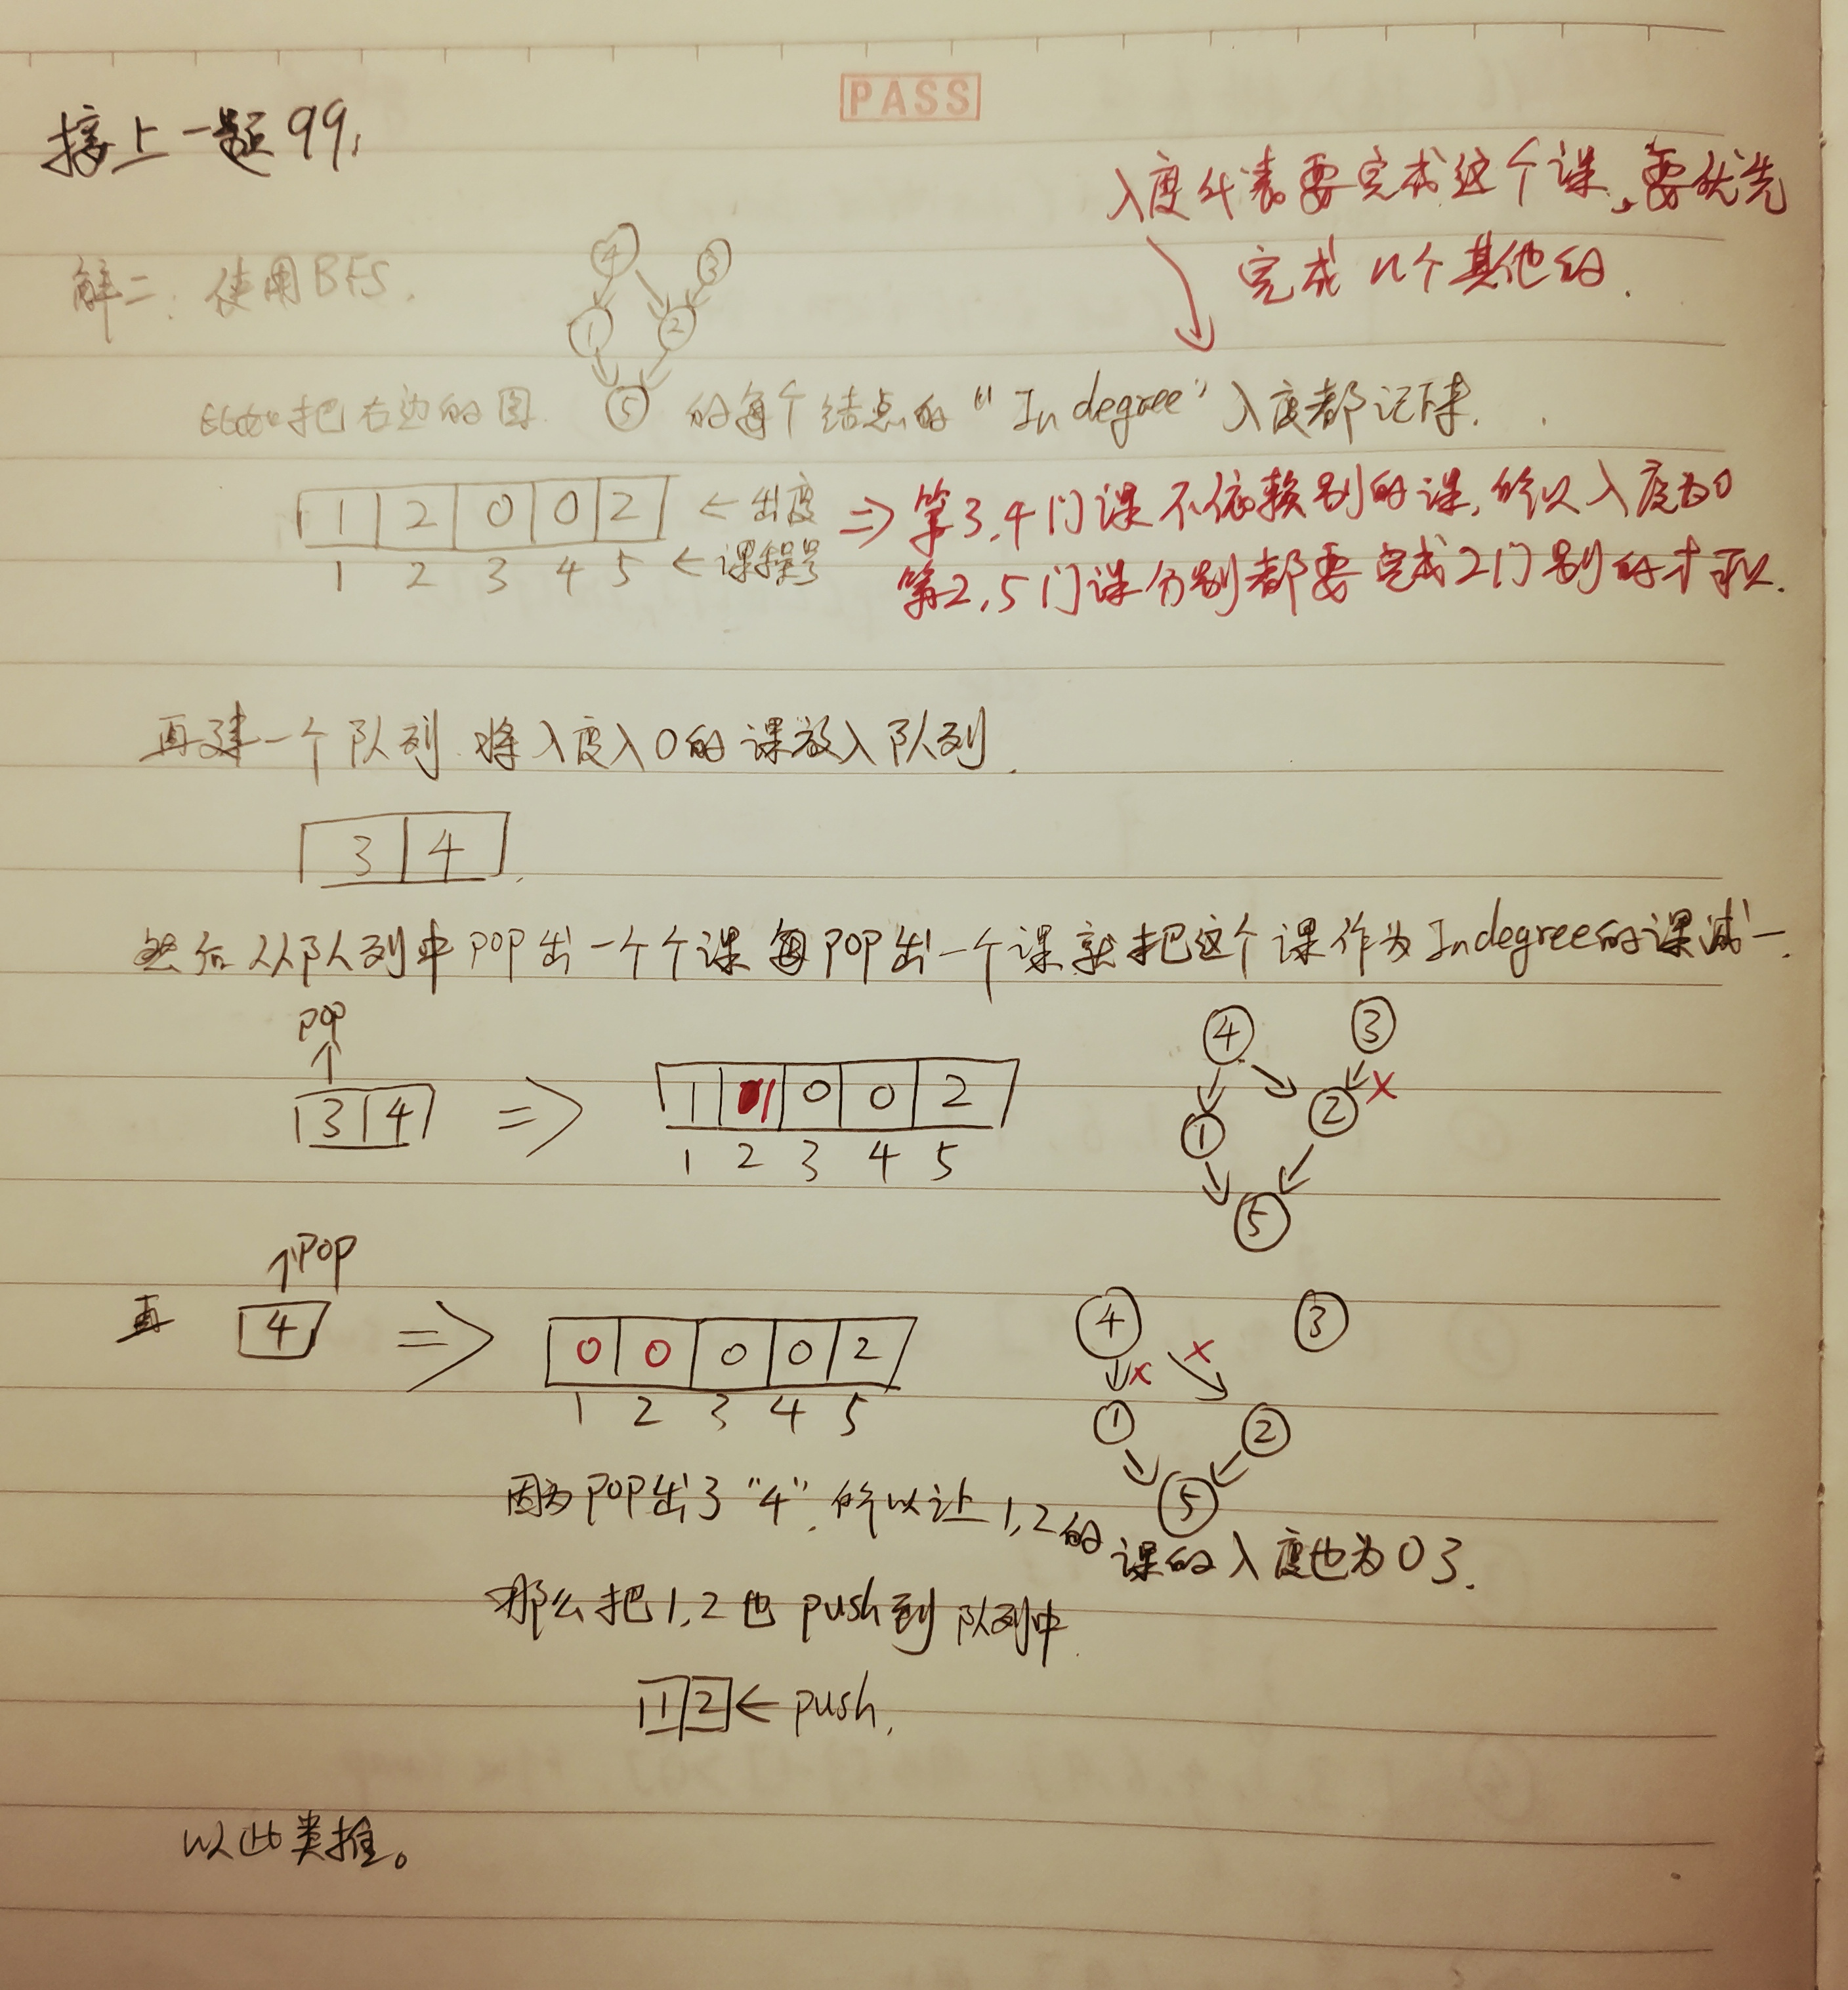 PASS
接上一题99,
入度代表要完成这个课,要优先
完成 n个其他的.
解二: 使用BFS.
4 3
1 2
比如把右边的图 5 的每个结点的 "In degree" 入度都记下来.
1 2 0 0 2 ← 出度 ⇒ 第3,4门课不依赖别的课,所以入度为0
1 2 3 4 5 ← 课程号 第2,5门课分别都要完成2门别的才可以.
再建一个队列 将入度入0的课放入队列.
3 4
然后从队列中POP出一个个课 每POP出一个课就把这个课作为Indegree的课减一.
POP
↑
3 4 ⇒ 1 1 0 0 2
1 2 3 4 5
4 3
x
1 2
5
↑POP
再 4 ⇒ 0 0 0 0 2
1 2 3 4 5
4 3
x x
1 2
5
因为POP出了"4",所以让1,2的课的入度也为0了.
那么把1,2也push到队列中.
1 2 ← push.
以此类推。